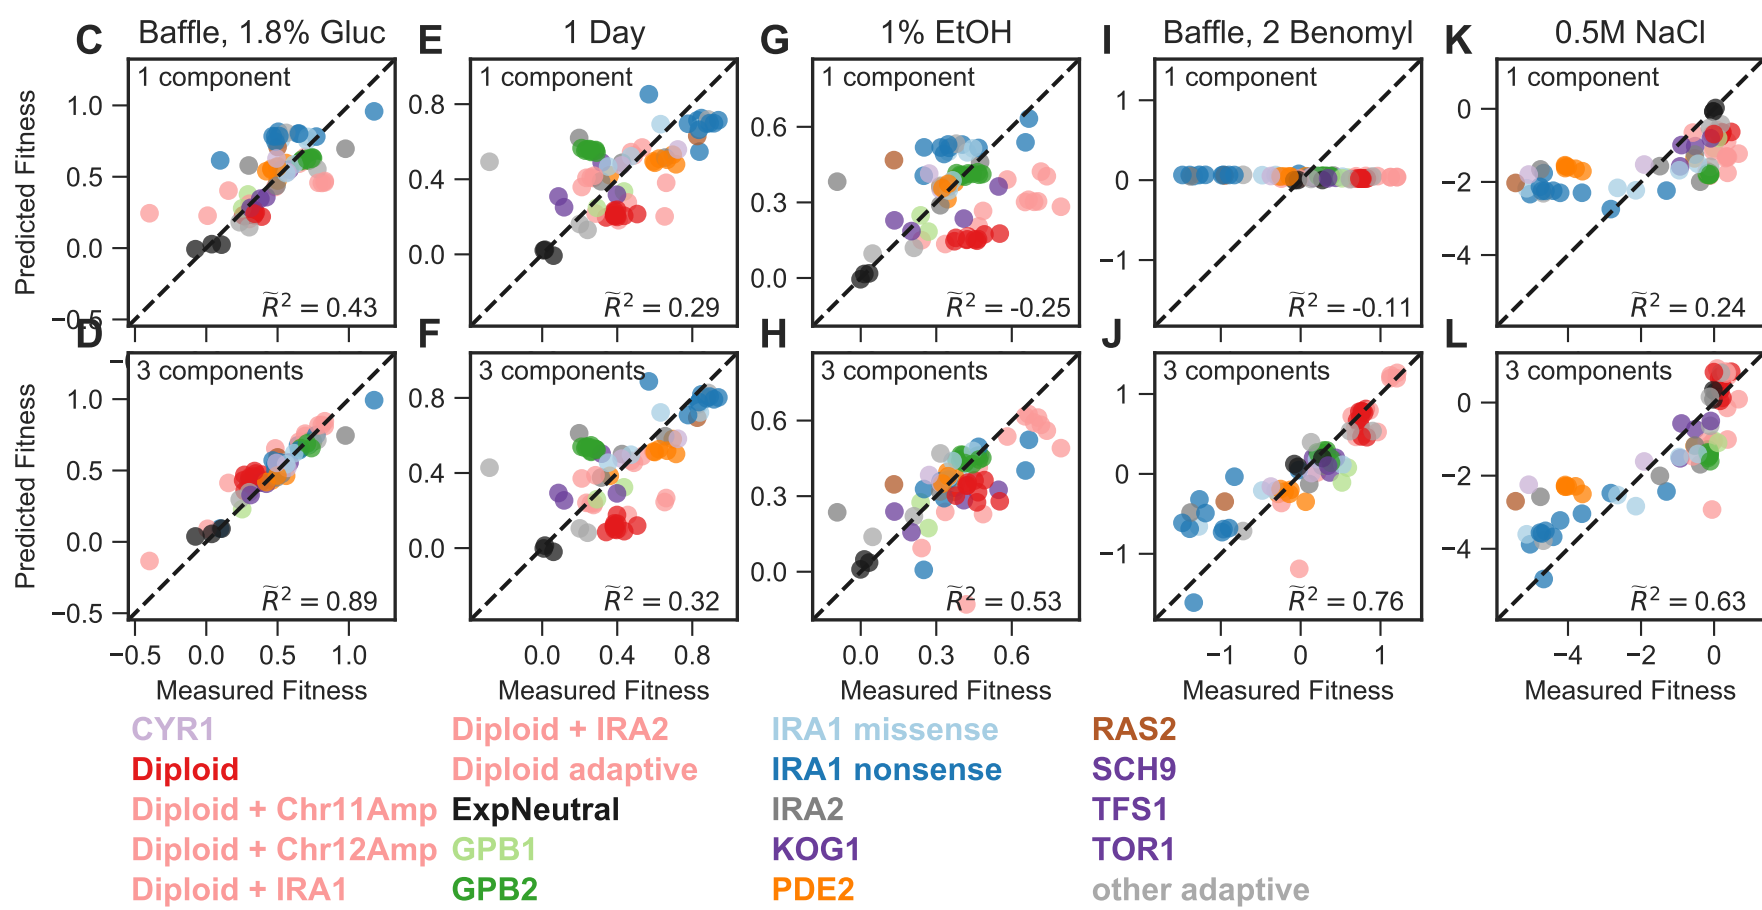 C Baffle, 1.8% Gluc E 1 Day G 1% EtOH I Baffle, 2 Benomyl K 0.5M NaCl
1 component 1 component 1 component 1 component 1 component
Predicted Fitness
1.0 0.5 0.0 −0.5
0.8 0.4 0.0
0.6 0.3 0.0
1 0 −1
0 −2 −4
R̃² = 0.43 R̃² = 0.29 R̃² = -0.25 R̃² = -0.11 R̃² = 0.24
D F H J L
3 components 3 components 3 components 3 components 3 components
Predicted Fitness
1.0 0.5 0.0 −0.5
0.8 0.4 0.0
0.6 0.3 0.0
1 0 −1
0 −2 −4
R̃² = 0.89 R̃² = 0.32 R̃² = 0.53 R̃² = 0.76 R̃² = 0.63
−0.5 0.0 0.5 1.0 0.0 0.4 0.8 0.0 0.3 0.6 −1 0 1 −4 −2 0
Measured Fitness Measured Fitness Measured Fitness Measured Fitness Measured Fitness
CYR1 Diploid + IRA2 IRA1 missense RAS2
Diploid Diploid adaptive IRA1 nonsense SCH9
Diploid + Chr11Amp ExpNeutral IRA2 TFS1
Diploid + Chr12Amp GPB1 KOG1 TOR1
Diploid + IRA1 GPB2 PDE2 other adaptive